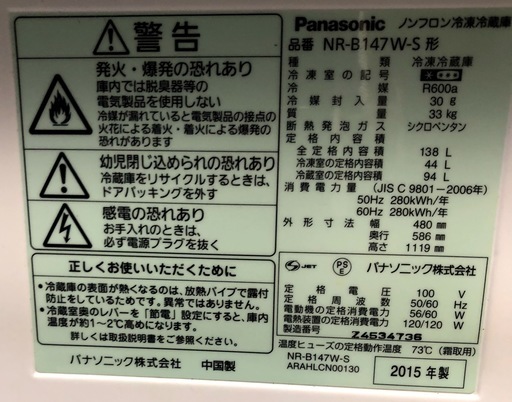 警告
発火・爆発の恐れあり
庫内では脱臭器等の
電気製品を使用しない
冷媒が漏れていると電気製品の接点の
火花による着火・着火による爆発の
恐れがあります
幼児閉じ込められの恐れあり
冷蔵庫をリサイクルするときは、
ドアパッキングを外す
感電の恐れあり
お手入れのときは、
必ず電源プラグを抜く
正しくお使いいただくために
•冷蔵庫の表面が熱くなるのは、放熱パイプで露付
防止をしているためです。異常ではありません。
•冷蔵室奥のレバーを「節電」設定にすると、庫内
温度が約1~2℃高めになります。
詳しくは取扱説明書をご覧ください。
パナソニック株式会社 中国製
Panasonic ノンフロン冷凍冷蔵庫
品番 NR-B147W-S 形
種類 冷凍冷蔵庫
冷凍室の記号
冷媒 R600a
冷媒封入量 30 g
質量 33 kg
断熱発泡ガス シクロペンタン
定格内容積
全定格内容積 138 L
冷凍室の定格内容積 44 L
冷蔵室の定格内容積 94 L
消費電力量 (JIS C 9801-2006年)
50Hz 280kWh/年
60Hz 280kWh/年
外形寸法 幅 480 mm
奥行 586 mm
高さ 1119 mm
JET PSE パナソニック株式会社
定格電圧 100 V
定格周波数 50/60 Hz
電動機の定格消費電力 56/60 W
電熱装置の定格消費電力 120/120 W
製造番号 Z4534736
温度ヒューズの定格動作温度 73℃ (霜取用)
NR-B147W-S
ARAHLCN00130 2015年製